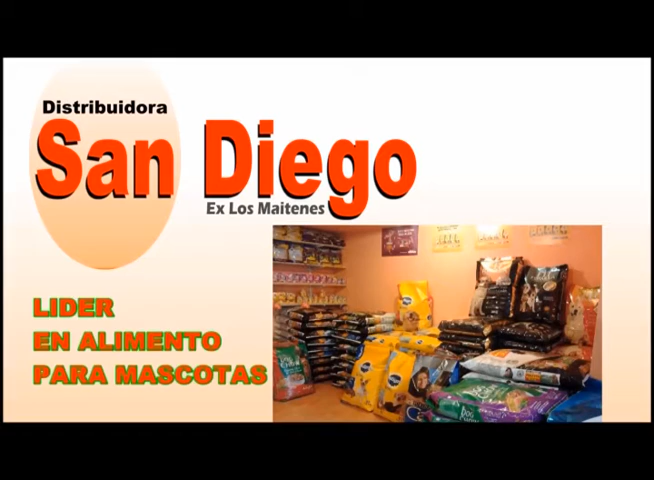 Distribuidora
San Diego
Ex Los Maitenes
LIDER
EN ALIMENTO
PARA MASCOTAS